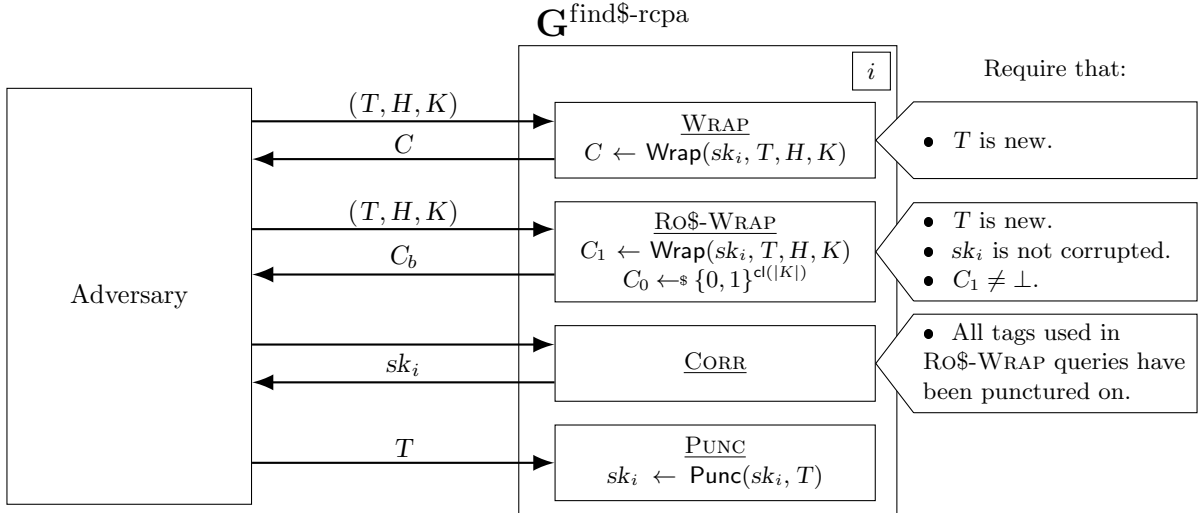 G^find$-rcpa
i
Require that:
Adversary
(T, H, K)
C
WRAP
C ← Wrap(sk_i, T, H, K)
• T is new.
(T, H, K)
C_b
RO$-WRAP
C_1 ← Wrap(sk_i, T, H, K)
C_0 ←$ {0, 1}^cl(|K|)
• T is new.
• sk_i is not corrupted.
• C_1 ≠ ⊥.
sk_i
CORR
• All tags used in
RO$-WRAP queries have
been punctured on.
T
PUNC
sk_i ← Punc(sk_i, T)